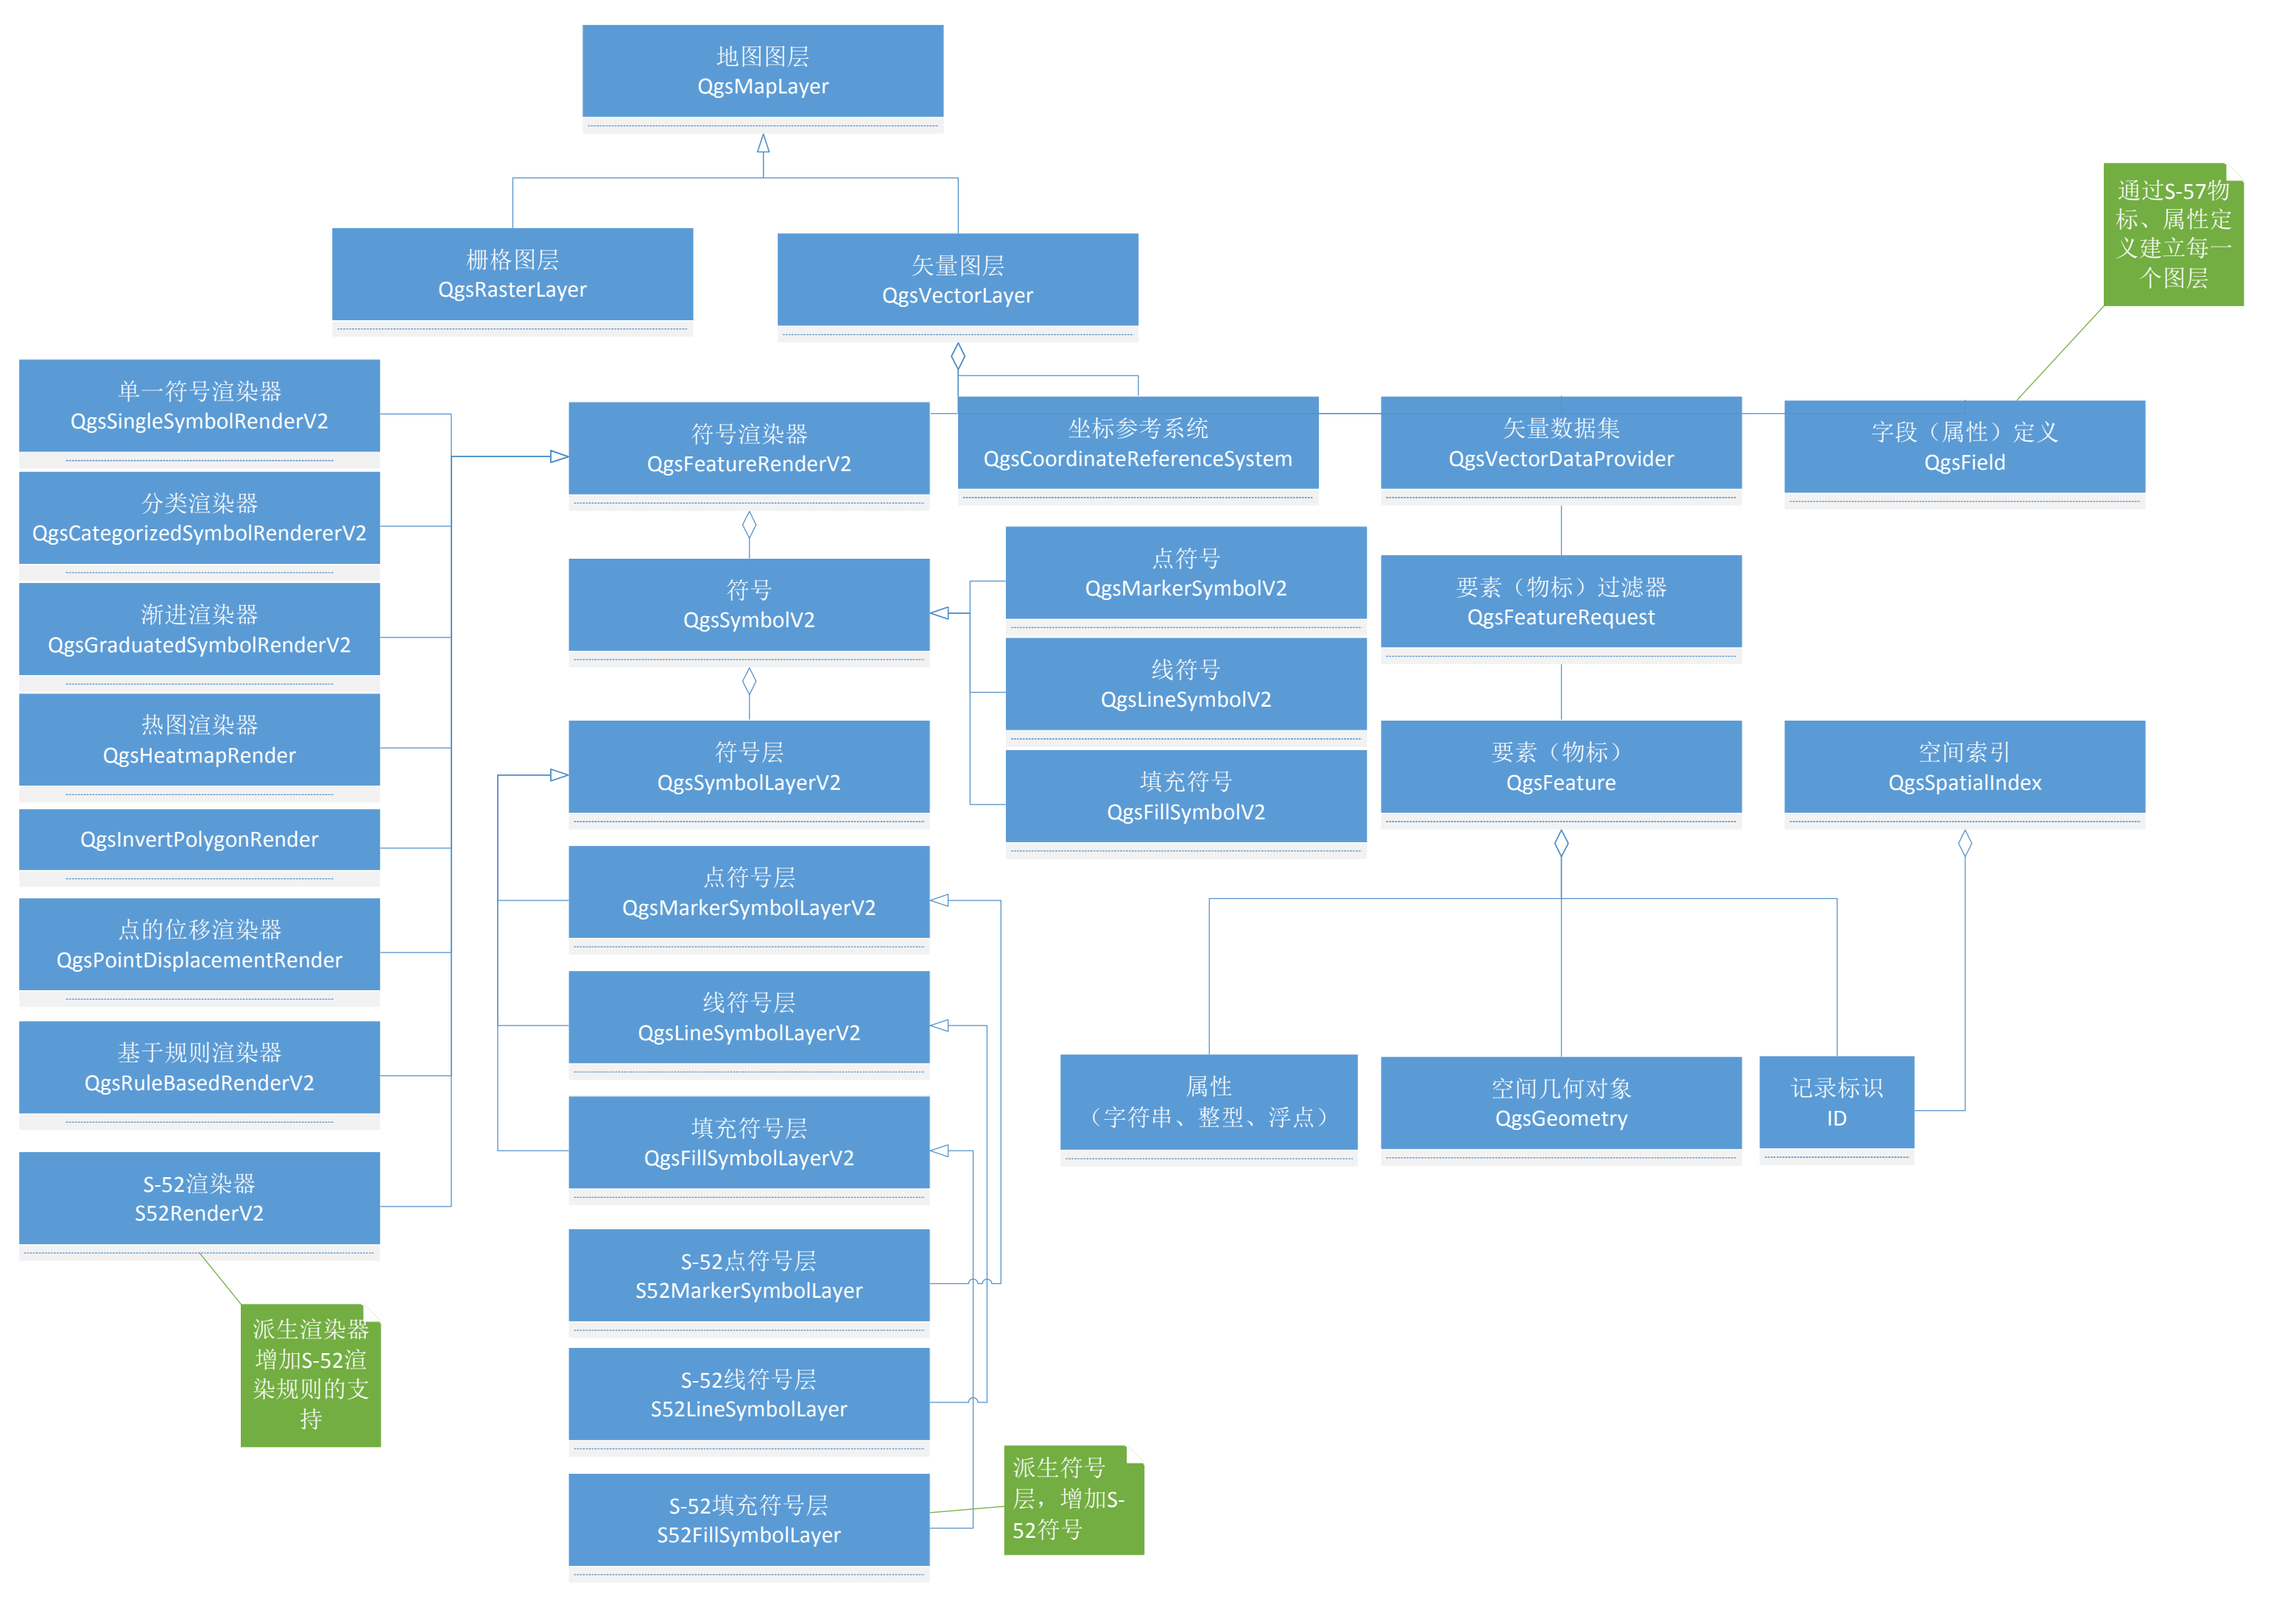 地图图层
QgsMapLayer
通过S-57物
标、属性定
义建立每一
个图层
栅格图层
QgsRasterLayer
矢量图层
QgsVectorLayer
单一符号渲染器
QgsSingleSymbolRenderV2
符号渲染器
QgsFeatureRenderV2
坐标参考系统
QgsCoordinateReferenceSystem
矢量数据集
QgsVectorDataProvider
字段（属性）定义
QgsField
分类渲染器
QgsCategorizedSymbolRendererV2
符号
QgsSymbolV2
点符号
QgsMarkerSymbolV2
要素（物标）过滤器
QgsFeatureRequest
渐进渲染器
QgsGraduatedSymbolRenderV2
线符号
QgsLineSymbolV2
热图渲染器
QgsHeatmapRender
符号层
QgsSymbolLayerV2
填充符号
QgsFillSymbolV2
要素（物标）
QgsFeature
空间索引
QgsSpatialIndex
QgsInvertPolygonRender
点符号层
QgsMarkerSymbolLayerV2
点的位移渲染器
QgsPointDisplacementRender
线符号层
QgsLineSymbolLayerV2
基于规则渲染器
QgsRuleBasedRenderV2
属性
（字符串、整型、浮点）
空间几何对象
QgsGeometry
记录标识
ID
填充符号层
QgsFillSymbolLayerV2
S-52渲染器
S52RenderV2
S-52点符号层
S52MarkerSymbolLayer
派生渲染器
增加S-52渲
染规则的支
持
S-52线符号层
S52LineSymbolLayer
S-52填充符号层
S52FillSymbolLayer
派生符号
层，增加S-
52符号